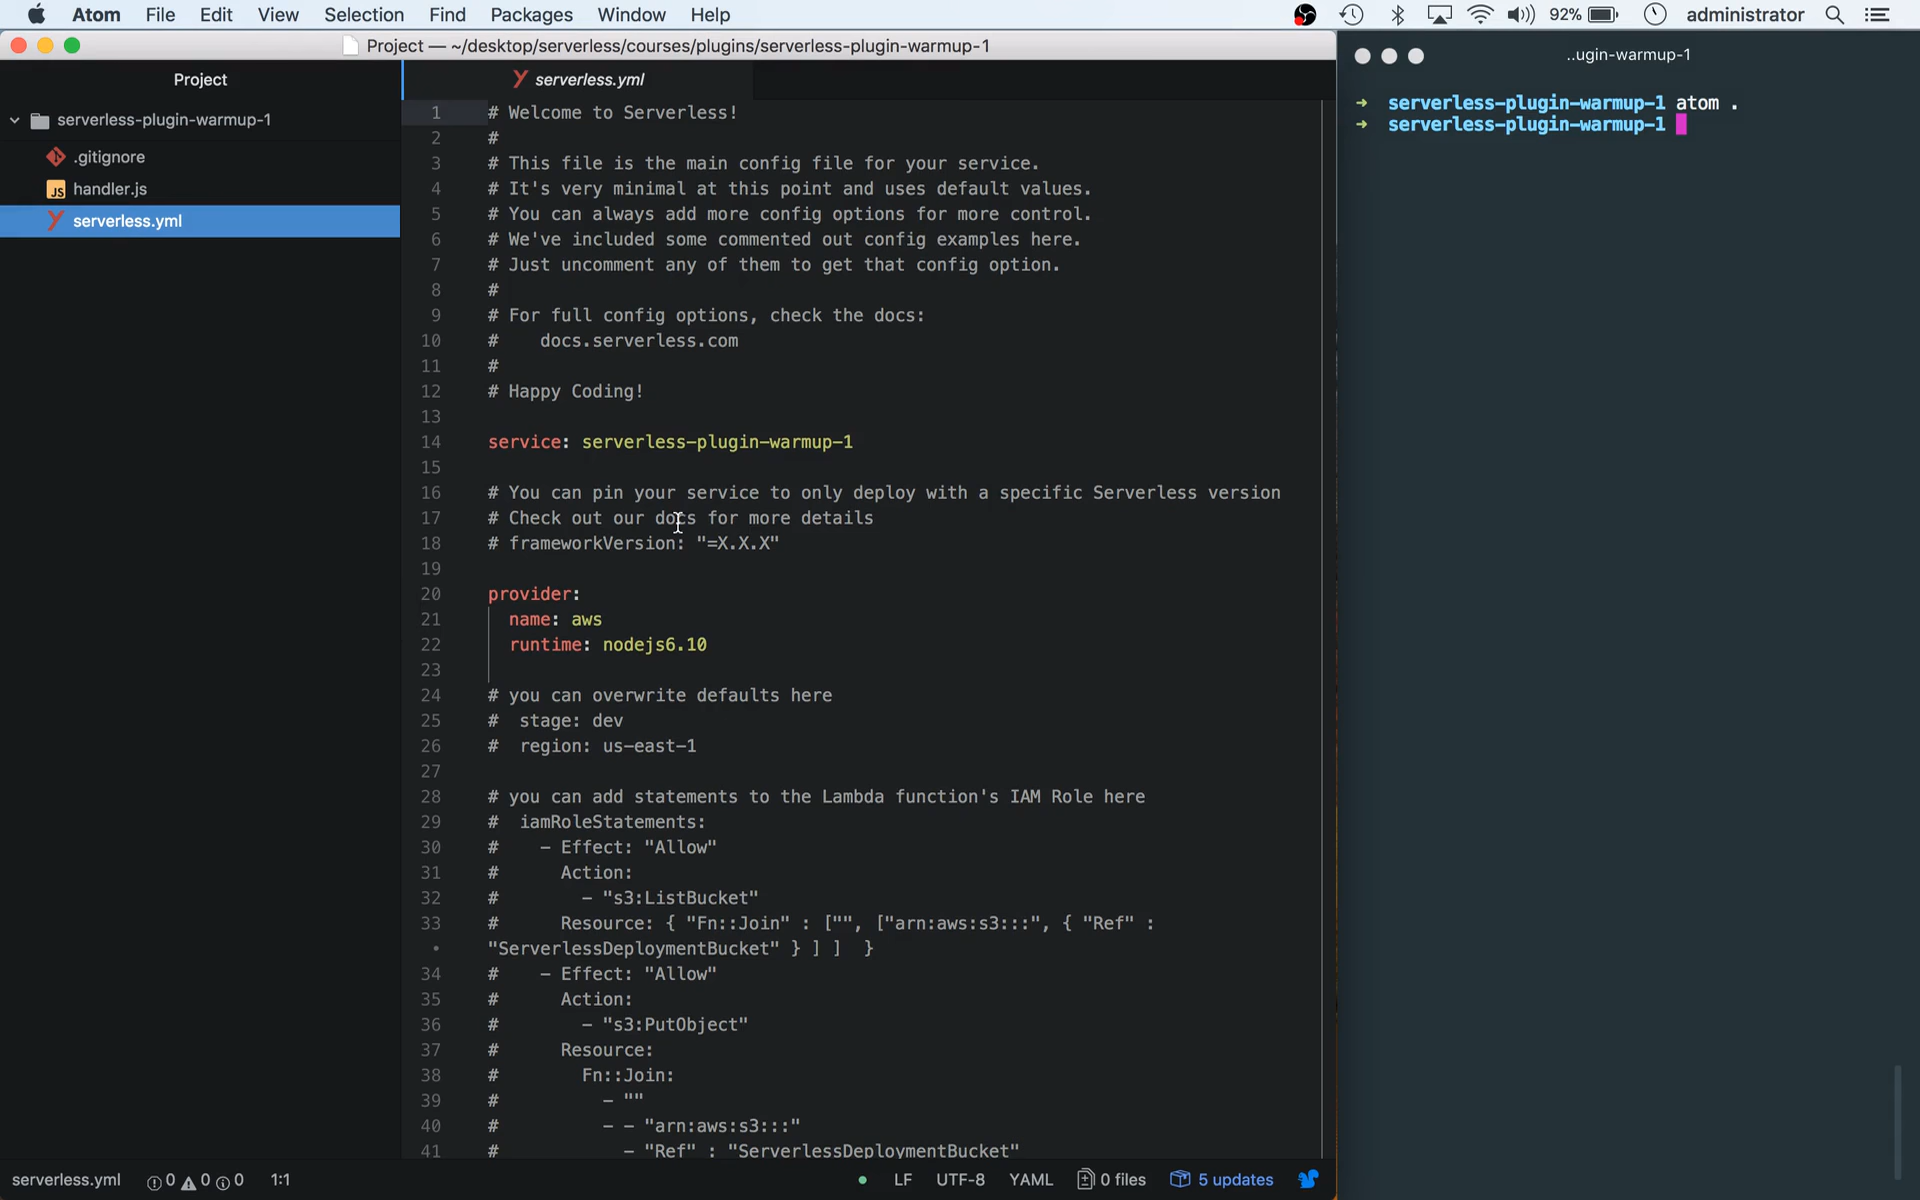 Atom File Edit View Selection Find Packages Window Help 92% administrator
Project — ~/desktop/serverless/courses/plugins/serverless-plugin-warmup-1
..ugin-warmup-1
Project
serverless.yml
serverless-plugin-warmup-1
.gitignore
JS handler.js
serverless.yml
1 # Welcome to Serverless!
2 #
3 # This file is the main config file for your service.
4 # It's very minimal at this point and uses default values.
5 # You can always add more config options for more control.
6 # We've included some commented out config examples here.
7 # Just uncomment any of them to get that config option.
8 #
9 # For full config options, check the docs:
10 #    docs.serverless.com
11 #
12 # Happy Coding!
13
14 service: serverless-plugin-warmup-1
15
16 # You can pin your service to only deploy with a specific Serverless version
17 # Check out our docs for more details
18 # frameworkVersion: "=X.X.X"
19
20 provider:
21   name: aws
22   runtime: nodejs6.10
23
24 # you can overwrite defaults here
25 #  stage: dev
26 #  region: us-east-1
27
28 # you can add statements to the Lambda function's IAM Role here
29 #  iamRoleStatements:
30 #    - Effect: "Allow"
31 #      Action:
32 #        - "s3:ListBucket"
33 #      Resource: { "Fn::Join" : ["", ["arn:aws:s3:::", { "Ref" :
• "ServerlessDeploymentBucket" } ] ]  }
34 #    - Effect: "Allow"
35 #      Action:
36 #        - "s3:PutObject"
37 #      Resource:
38 #        Fn::Join:
39 #          - ""
40 #          - - "arn:aws:s3:::"
41 #            - "Ref" : "ServerlessDeploymentBucket"
➜ serverless-plugin-warmup-1 atom .
➜ serverless-plugin-warmup-1
serverless.yml 0 0 0 1:1 LF UTF-8 YAML 0 files 5 updates